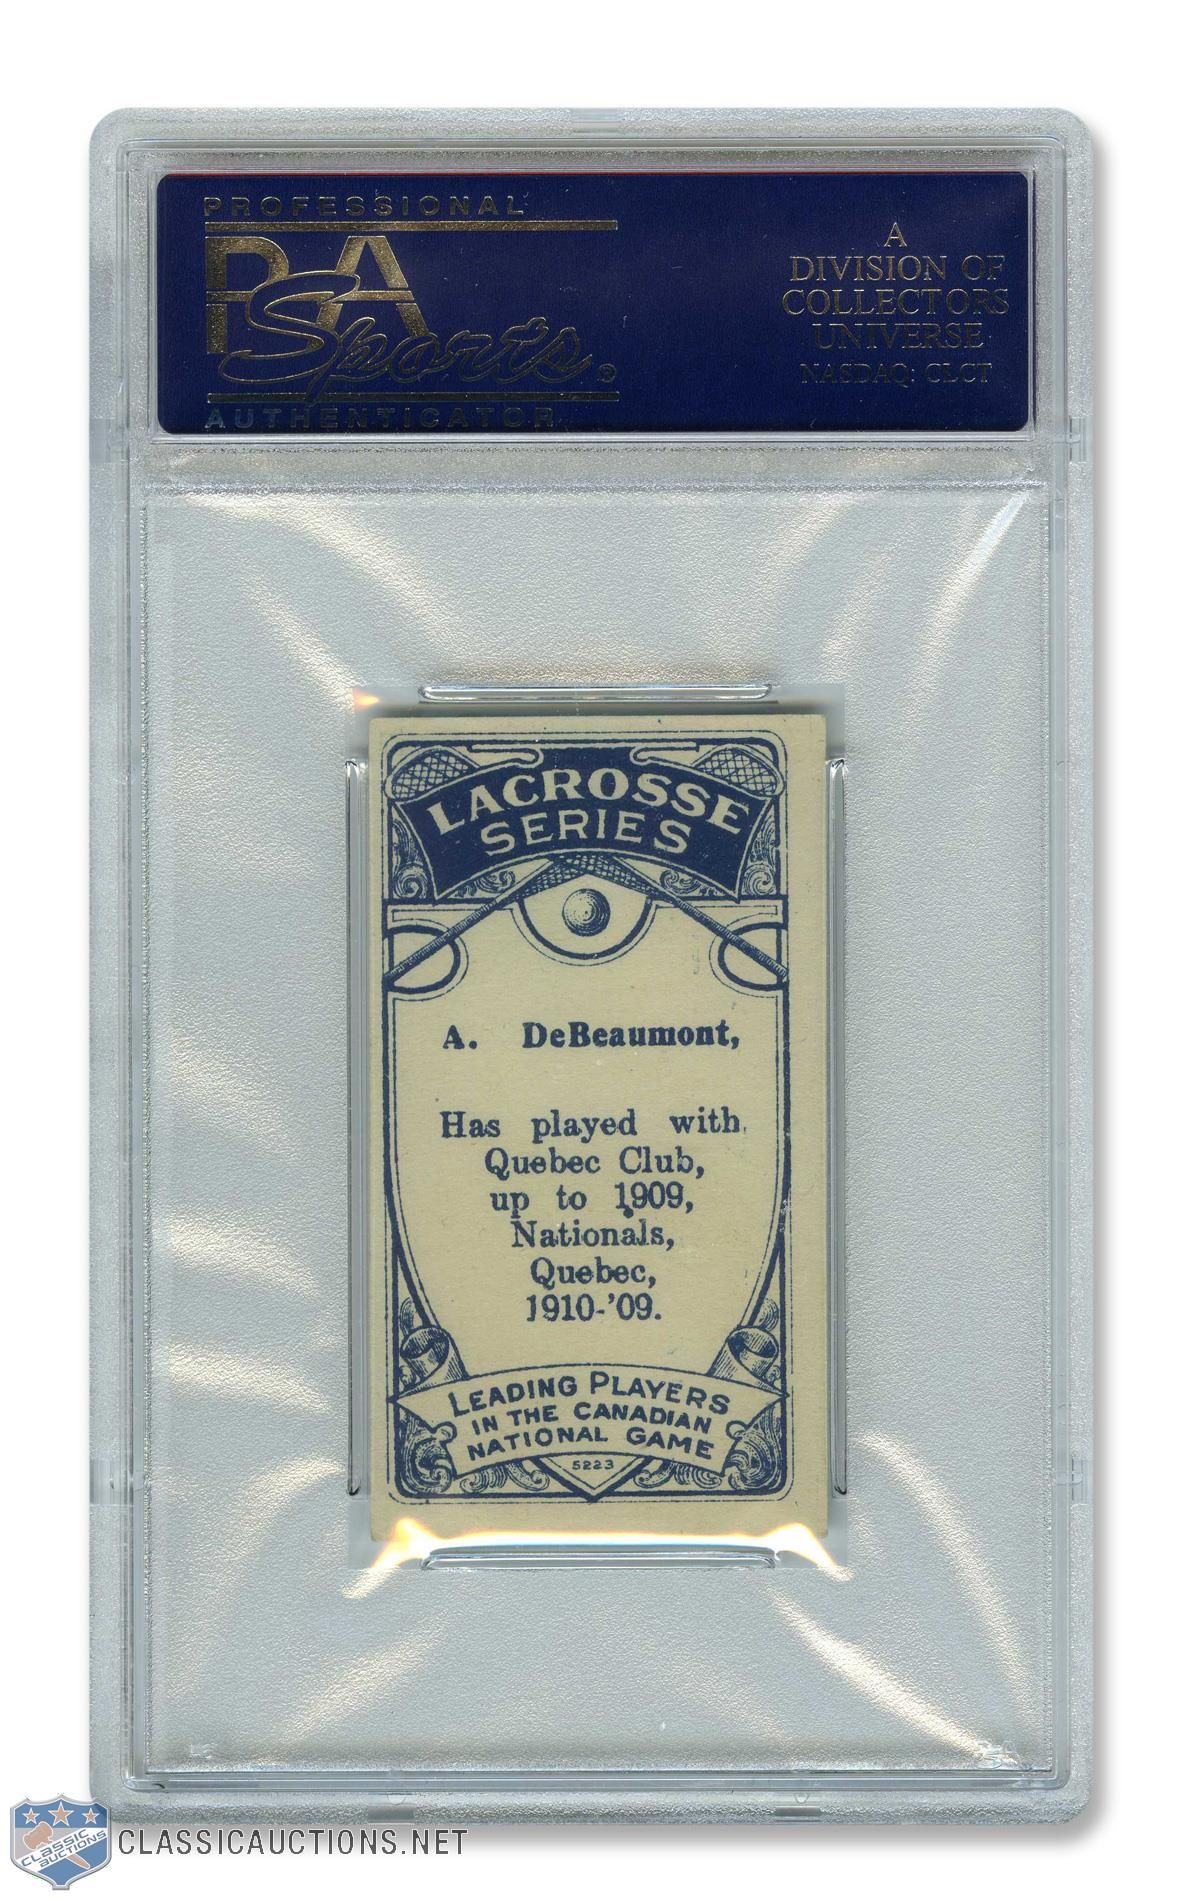 PROFESSIONAL
PSA
Sports®
AUTHENTICATOR
A
DIVISION OF
COLLECTORS
UNIVERSE
NASDAQ: CLCT
LACROSSE
SERIES
A. DeBeaumont,
Has played with
Quebec Club,
up to 1909,
Nationals,
Quebec,
1910-'09.
LEADING PLAYERS
IN THE CANADIAN
NATIONAL GAME
5223
CLASSIC
AUCTIONS
CLASSICAUCTIONS.NET